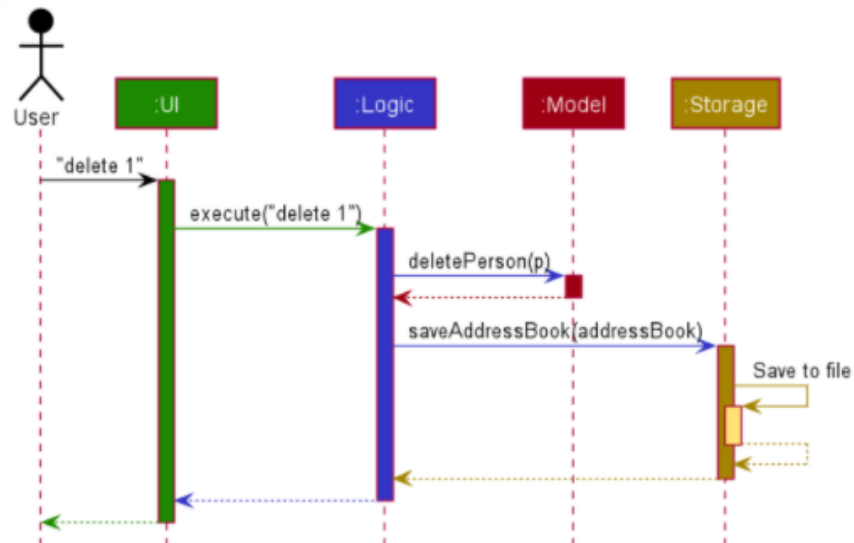 User
:UI
:Logic
:Model
:Storage
"delete 1"
execute("delete 1")
deletePerson(p)
saveAddressBook(addressBook)
Save to file